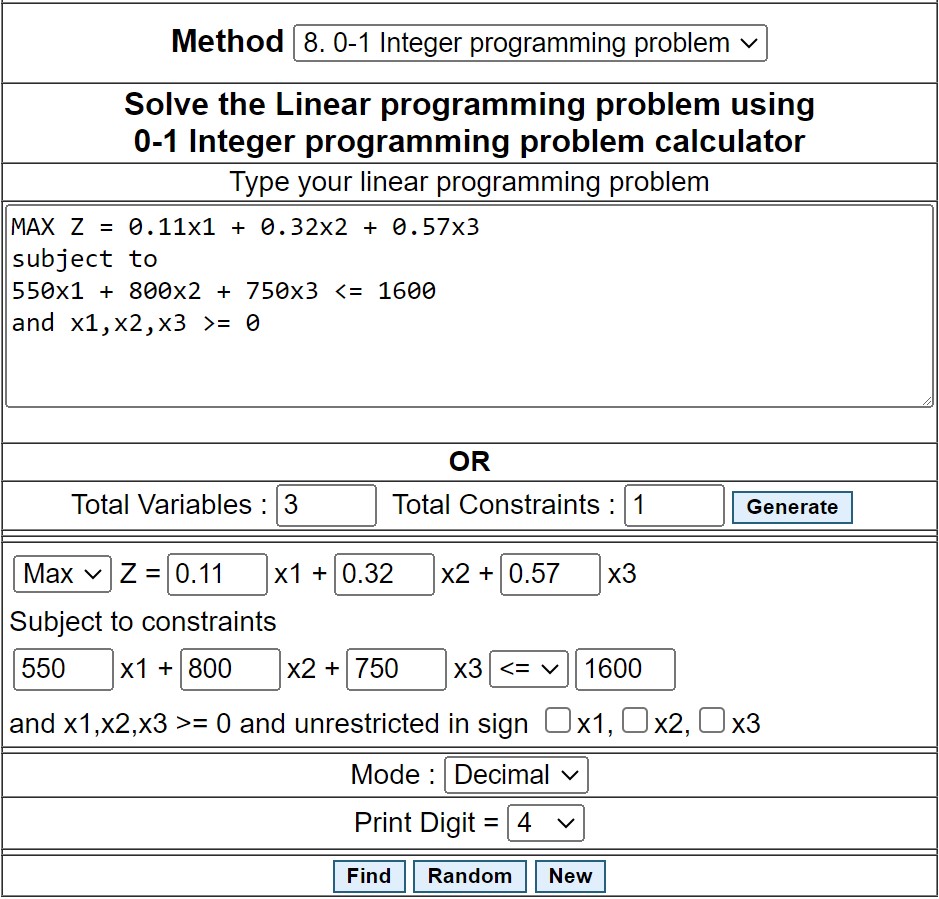 Method 8. 0-1 Integer programming problem
Solve the Linear programming problem using
0-1 Integer programming problem calculator
Type your linear programming problem
MAX Z = 0.11x1 + 0.32x2 + 0.57x3
subject to
550x1 + 800x2 + 750x3 <= 1600
and x1,x2,x3 >= 0
OR
Total Variables : 3 Total Constraints : 1 Generate
Max Z = 0.11 x1 + 0.32 x2 + 0.57 x3
Subject to constraints
550 x1 + 800 x2 + 750 x3 <= 1600
and x1,x2,x3 >= 0 and unrestricted in sign x1, x2, x3
Mode : Decimal
Print Digit = 4
Find Random New